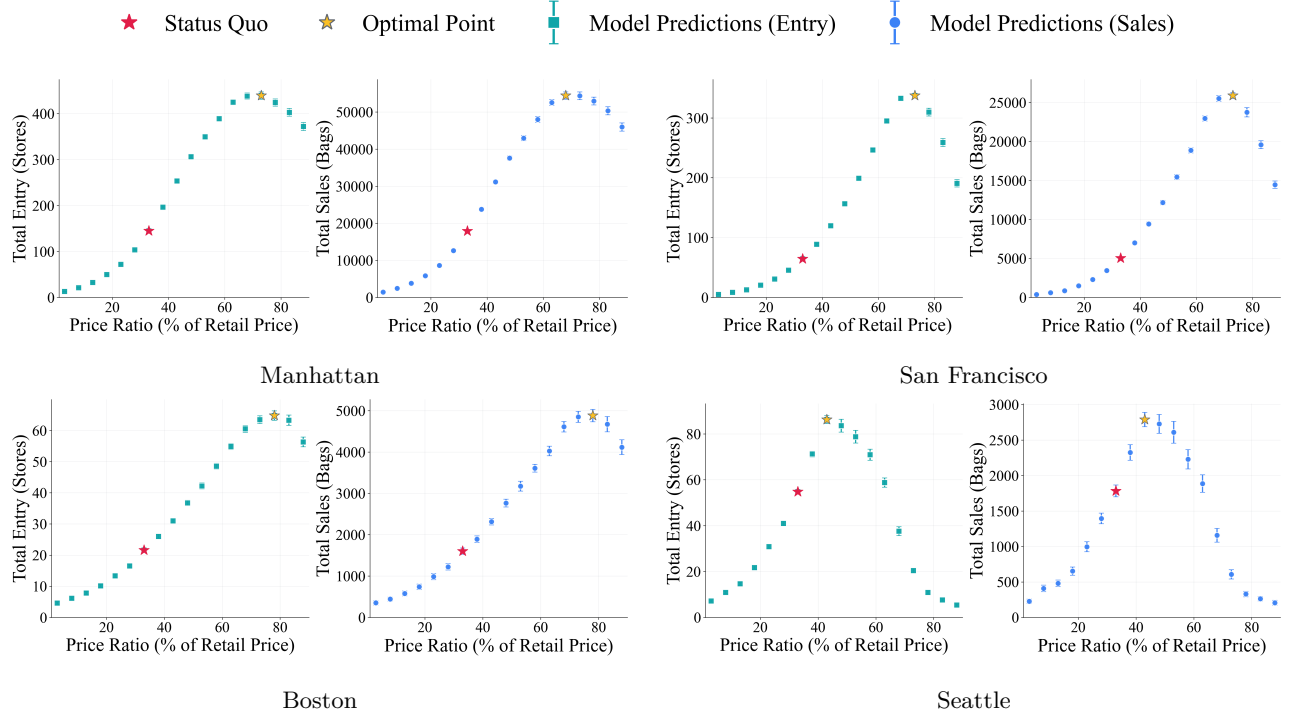 Status Quo Optimal Point Model Predictions (Entry) Model Predictions (Sales)
Total Entry (Stores)
400
300
200
100
0
20 40 60 80
Price Ratio (% of Retail Price)
Total Sales (Bags)
50000
40000
30000
20000
10000
0
20 40 60 80
Price Ratio (% of Retail Price)
Manhattan
Total Entry (Stores)
300
200
100
0
20 40 60 80
Price Ratio (% of Retail Price)
Total Sales (Bags)
25000
20000
15000
10000
5000
0
20 40 60 80
Price Ratio (% of Retail Price)
San Francisco
Total Entry (Stores)
60
50
40
30
20
10
0
20 40 60 80
Price Ratio (% of Retail Price)
Total Sales (Bags)
5000
4000
3000
2000
1000
0
20 40 60 80
Price Ratio (% of Retail Price)
Boston
Total Entry (Stores)
80
60
40
20
0
20 40 60 80
Price Ratio (% of Retail Price)
Total Sales (Bags)
3000
2500
2000
1500
1000
500
0
20 40 60 80
Price Ratio (% of Retail Price)
Seattle